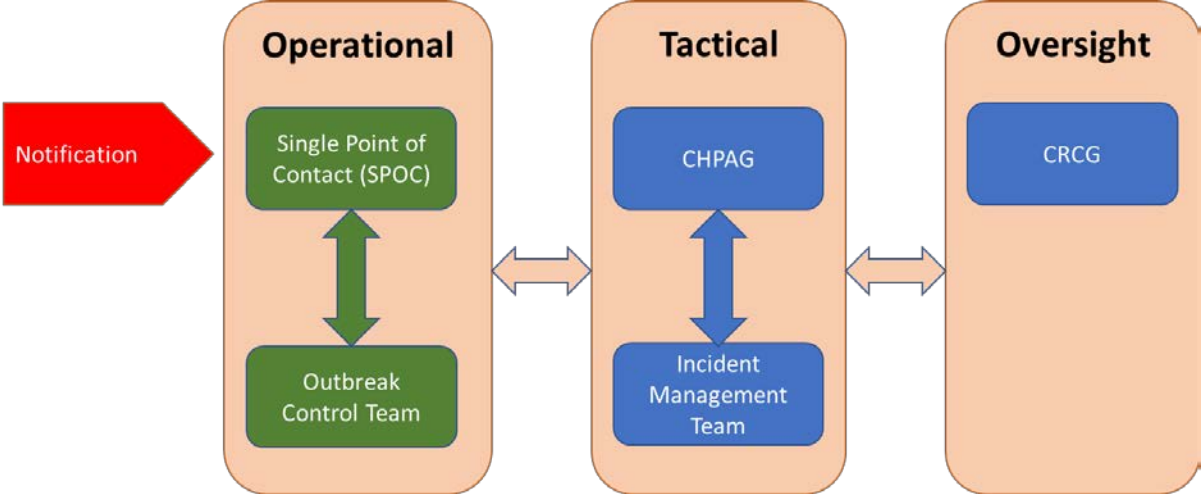 Operational
Tactical
Oversight
Notification
Single Point of
Contact (SPOC)
CHPAG
CRCG
Outbreak
Control Team
Incident
Management
Team